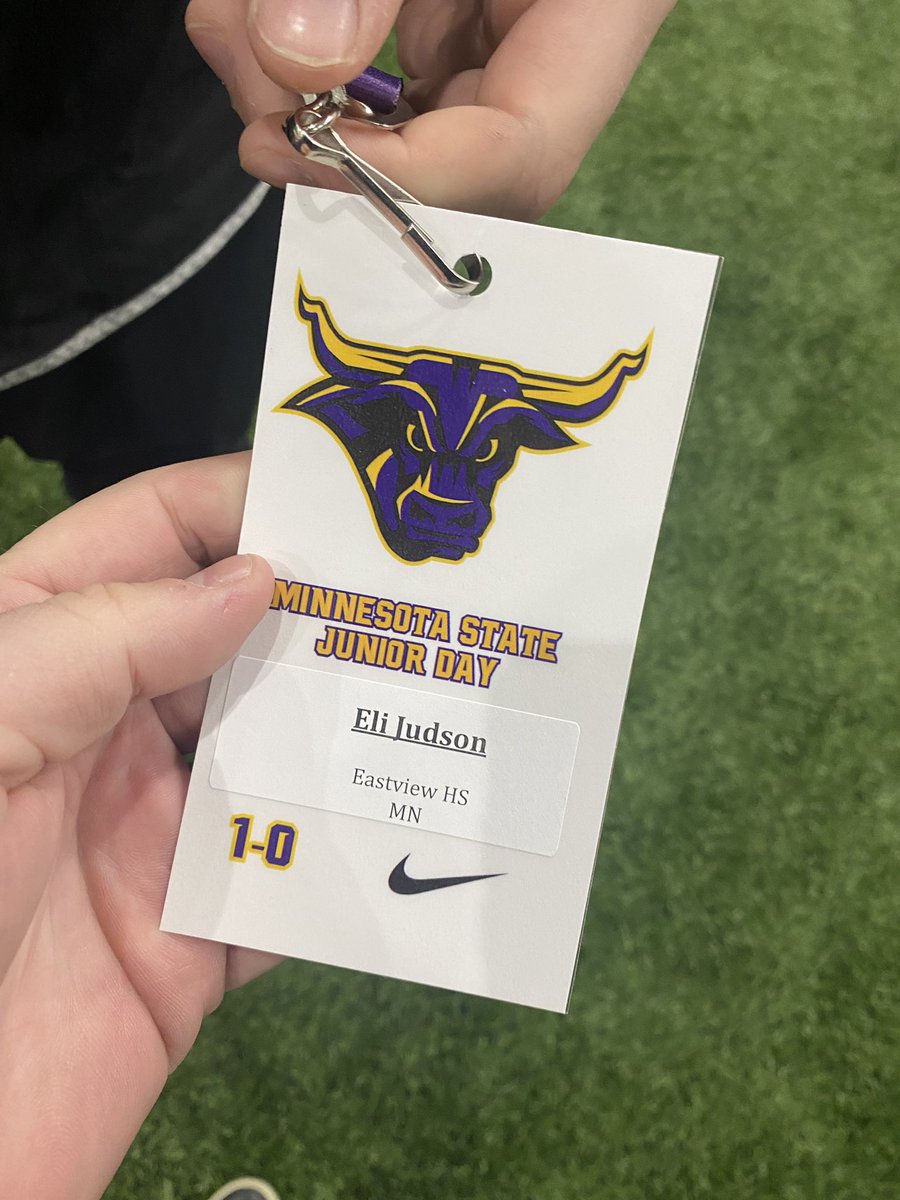 MINNESOTA STATE
JUNIOR DAY
Eli Judson
Eastview HS
MN
1-0